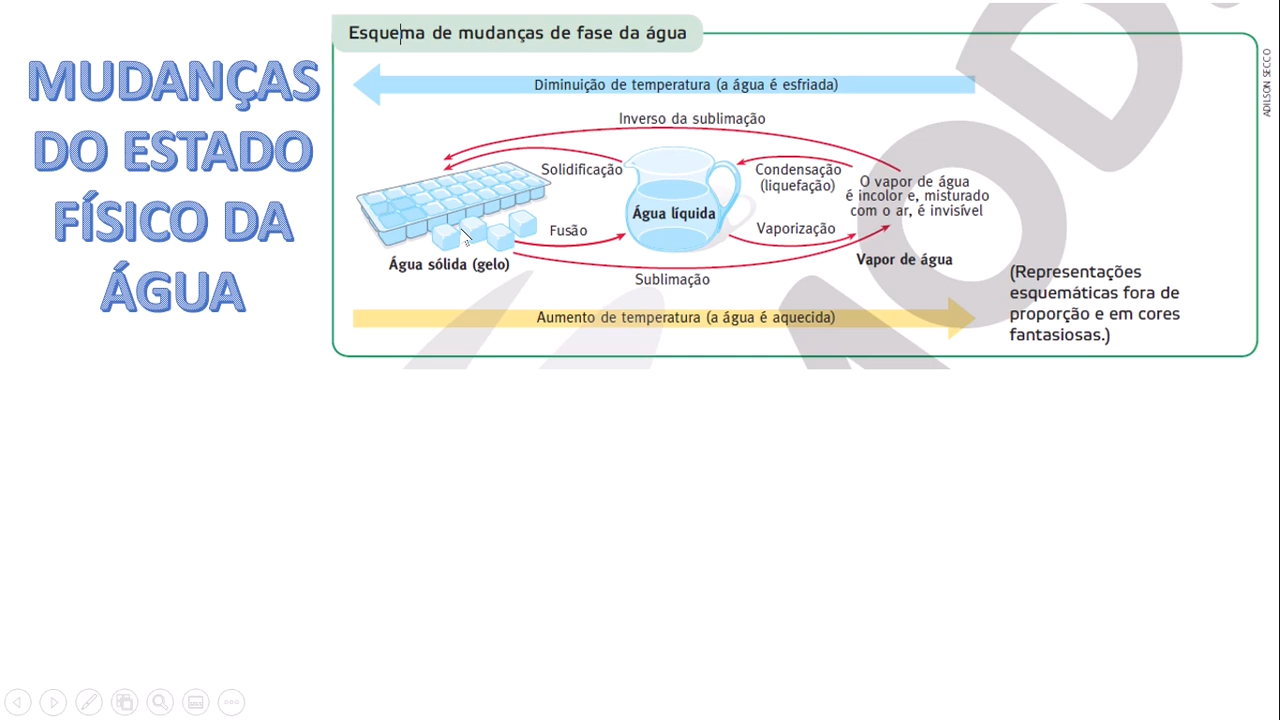 MUDANÇAS
DO ESTADO
FÍSICO DA
ÁGUA
Esquema de mudanças de fase da água
Diminuição de temperatura (a água é esfriada)
Inverso da sublimação
Solidificação
Condensação
(liquefação)
O vapor de água
é incolor e, misturado
com o ar, é invisível
Água líquida
Fusão
Vaporização
Água sólida (gelo)
Vapor de água
Sublimação
Aumento de temperatura (a água é aquecida)
(Representações
esquemáticas fora de
proporção e em cores
fantasiosas.)
ADILSON SECCO